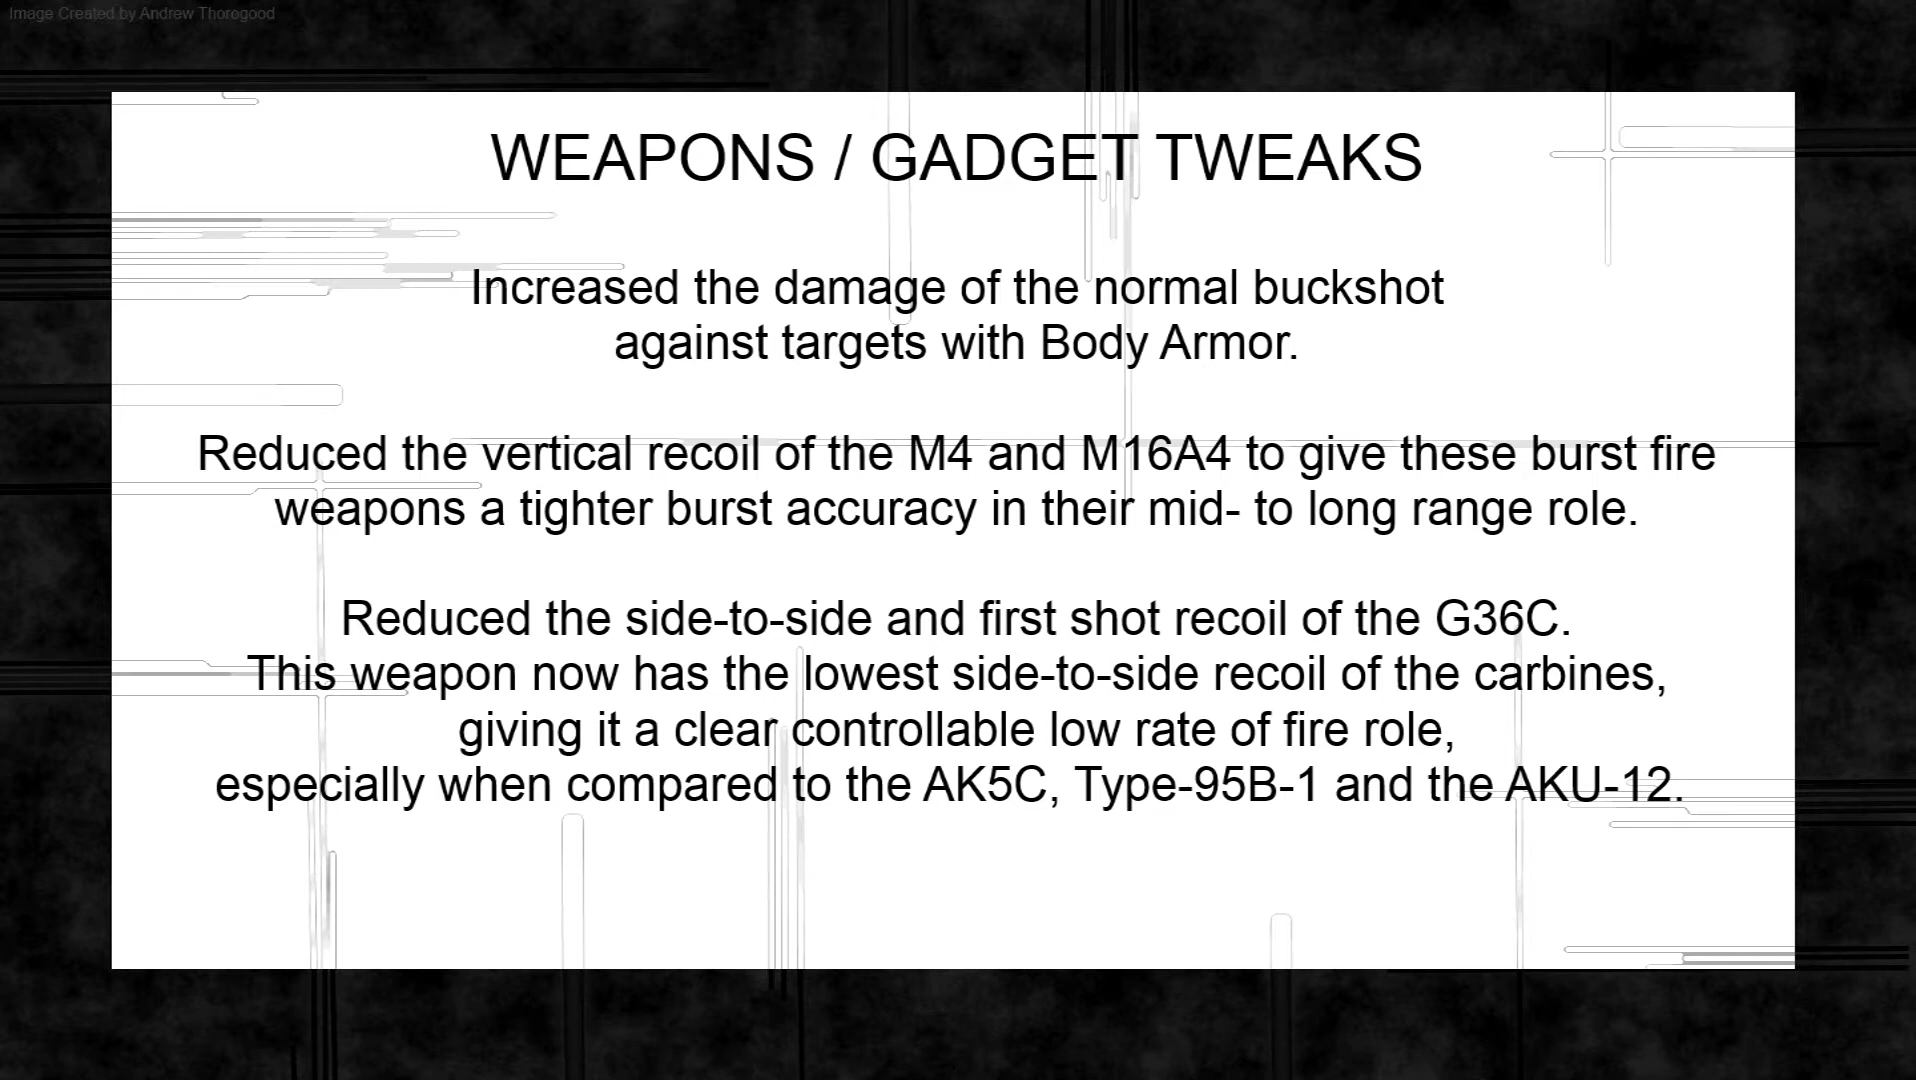 Image Created by Andrew Thorogood
WEAPONS / GADGET TWEAKS
Increased the damage of the normal buckshot
against targets with Body Armor.
Reduced the vertical recoil of the M4 and M16A4 to give these burst fire
weapons a tighter burst accuracy in their mid- to long range role.
Reduced the side-to-side and first shot recoil of the G36C.
This weapon now has the lowest side-to-side recoil of the carbines,
giving it a clear controllable low rate of fire role,
especially when compared to the AK5C, Type-95B-1 and the AKU-12.